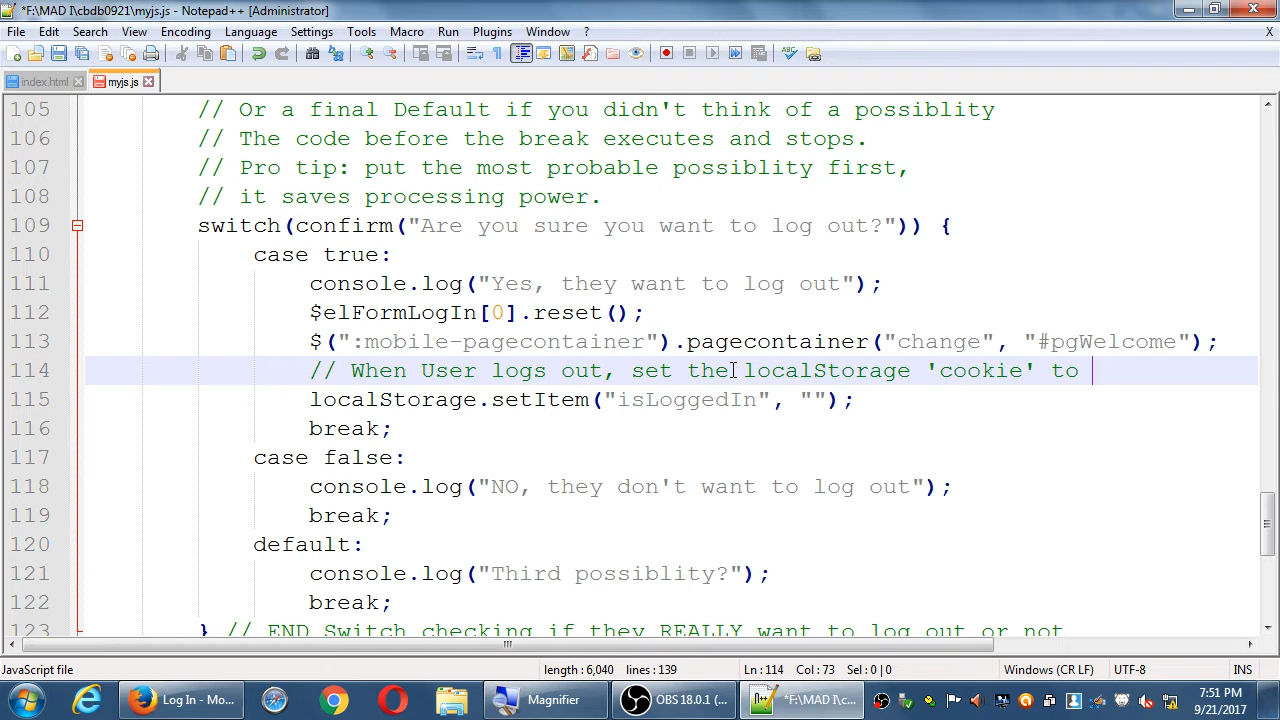 *F:\MAD I\cbdb0921\myjs.js - Notepad++ [Administrator]
File Edit Search View Encoding Language Settings Tools Macro Run Plugins Window ? X
index.html myjs.js
105 // Or a final Default if you didn't think of a possiblity
106 // The code before the break executes and stops.
107 // Pro tip: put the most probable possiblity first,
108 // it saves processing power.
109 switch(confirm("Are you sure you want to log out?")) {
110 case true:
111 console.log("Yes, they want to log out");
112 $elFormLogIn[0].reset();
113 $(":mobile-pagecontainer").pagecontainer("change", "#pgWelcome");
114 // When User logs out, set the localStorage 'cookie' to
115 localStorage.setItem("isLoggedIn", "");
116 break;
117 case false:
118 console.log("NO, they don't want to log out");
119 break;
120 default:
121 console.log("Third possiblity?");
122 break;
123 } // END Switch checking if they REALLY want to log out or not
JavaScript file length : 6,040 lines : 139 Ln : 114 Col : 73 Sel : 0 | 0 Windows (CR LF) UTF-8 INS
Log In - Mo... Magnifier OBS 18.0.1 (... *F:\MAD I\c... 7:51 PM
9/21/2017